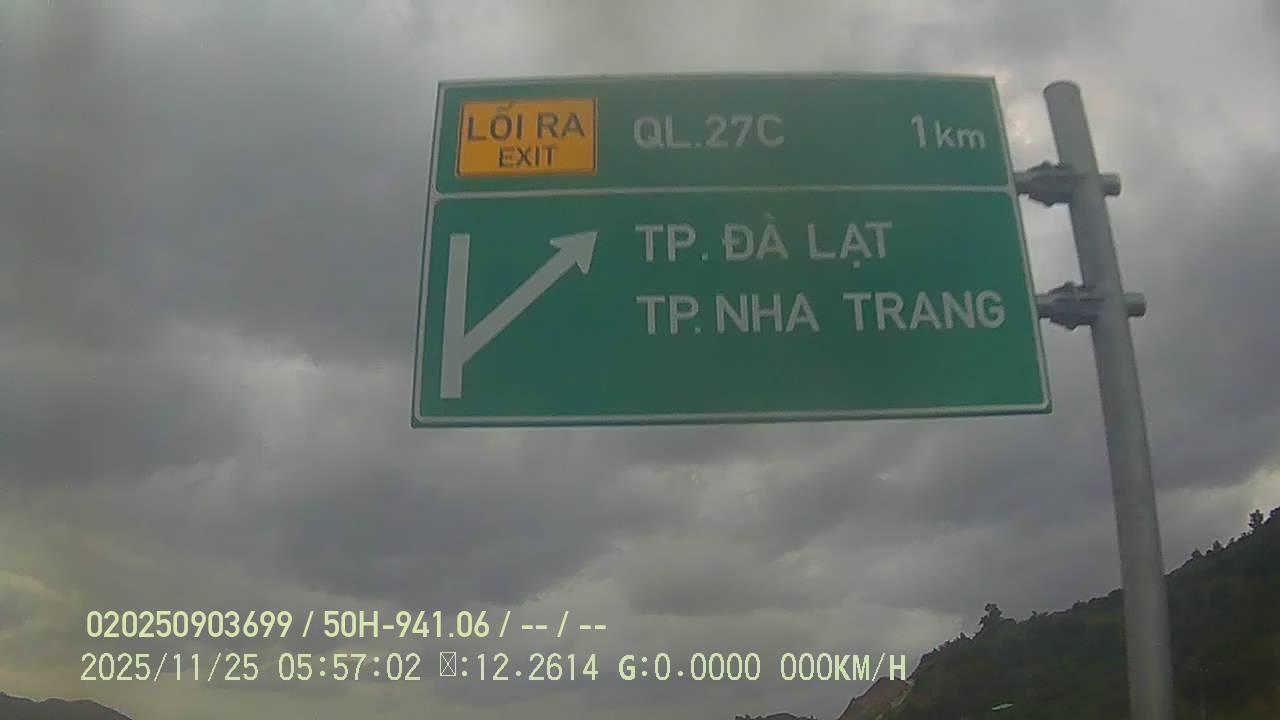 LỐI RA
EXIT
QL.27C
1km
TP. ĐÀ LẠT
TP. NHA TRANG
020250903699 / 50H-941.06 / -- / --
2025/11/25 05:57:02 :12.2614 G:0.0000 000KM/H